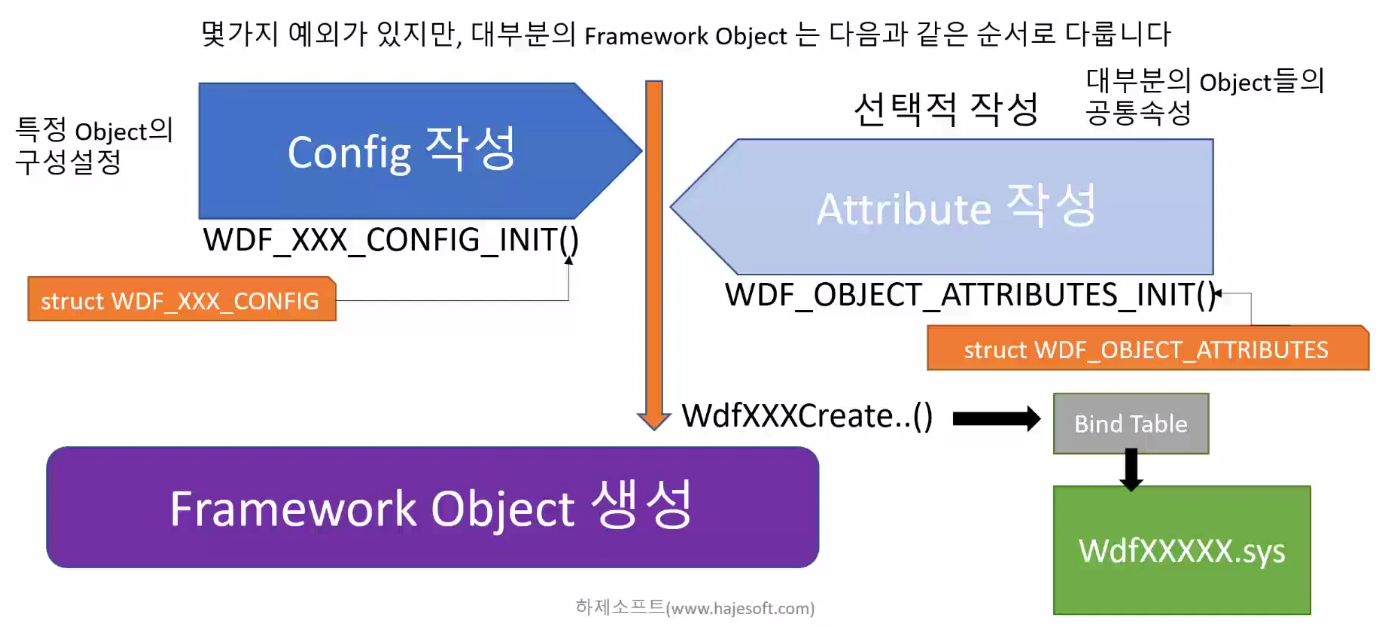 몇가지 예외가 있지만, 대부분의 Framework Object 는 다음과 같은 순서로 다룹니다
특정 Object의
구성설정
Config 작성
WDF_XXX_CONFIG_INIT()
struct WDF_XXX_CONFIG
선택적 작성
대부분의 Object들의
공통속성
Attribute 작성
WDF_OBJECT_ATTRIBUTES_INIT()
struct WDF_OBJECT_ATTRIBUTES
WdfXXXCreate..()
Bind Table
Framework Object 생성
WdfXXXXX.sys
하제소프트(www.hajesoft.com)